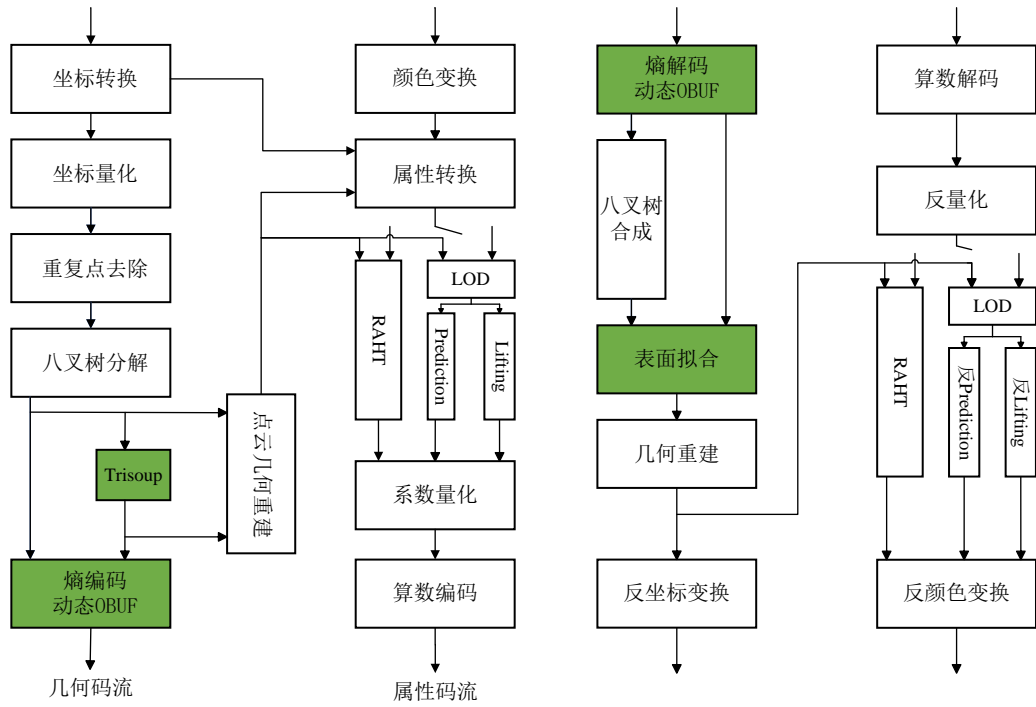 坐标转换
坐标量化
重复点去除
八叉树分解
Trisoup
点云几何重建
熵编码
动态OBUF
几何码流
颜色变换
属性转换
RAHT
LOD
Prediction
Lifting
系数量化
算数编码
属性码流
熵解码
动态OBUF
八叉树
合成
表面拟合
几何重建
反坐标变换
算数解码
反量化
RAHT
LOD
反Prediction
反Lifting
反颜色变换